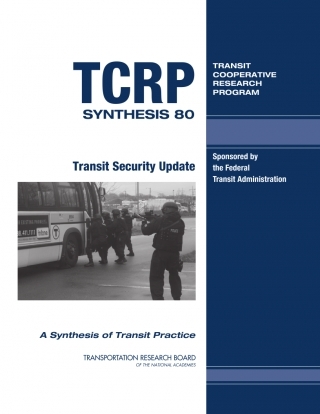 TCRP
SYNTHESIS 80
TRANSIT
COOPERATIVE
RESEARCH
PROGRAM
Transit Security Update
Sponsored by
the Federal
Transit Administration
A Synthesis of Transit Practice
TRANSPORTATION RESEARCH BOARD
OF THE NATIONAL ACADEMIES